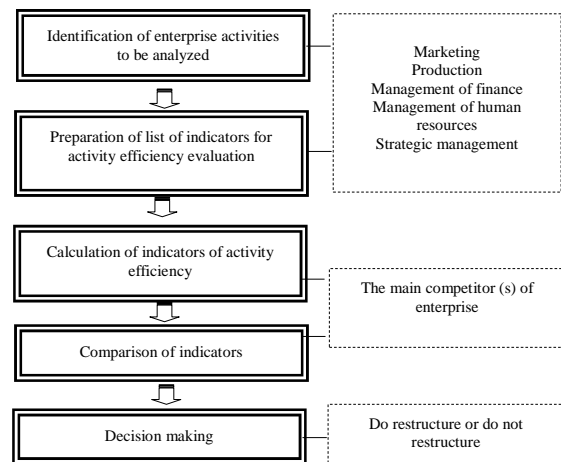 Identification of enterprise activities
to be analyzed
Marketing
Production
Management of finance
Management of human
resources
Strategic management
Preparation of list of indicators for
activity efficiency evaluation
Calculation of indicators of activity
efficiency
The main competitor (s) of
enterprise
Comparison of indicators
Decision making
Do restructure or do not
restructure